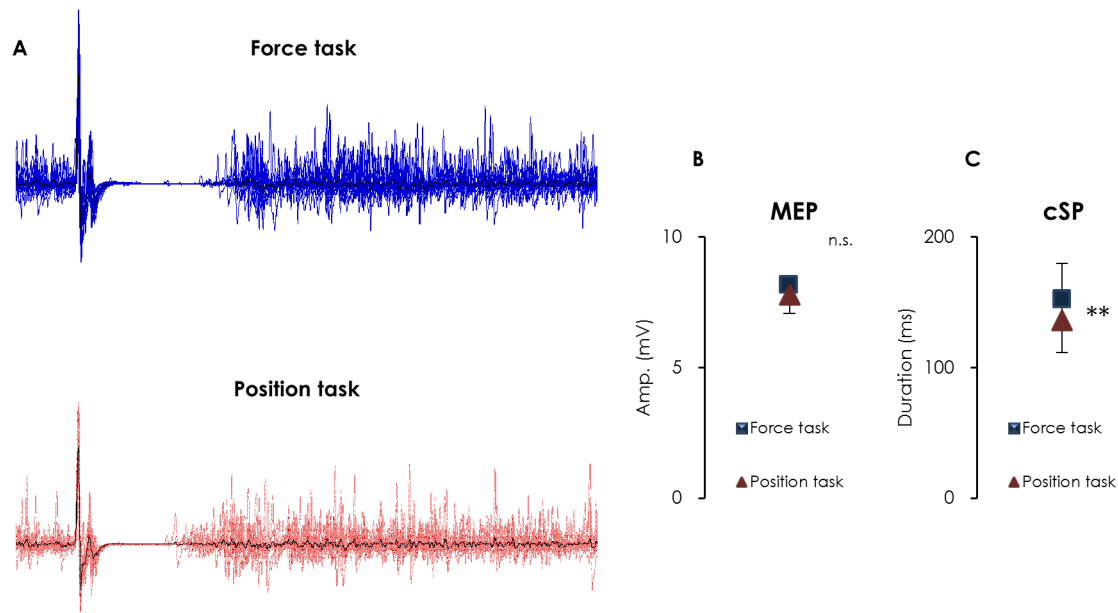 A
Force task
Position task
B
MEP
n.s.
10
5
0
Amp. (mV)
Force task
Position task
C
cSP
200
100
0
Duration (ms)
**
Force task
Position task